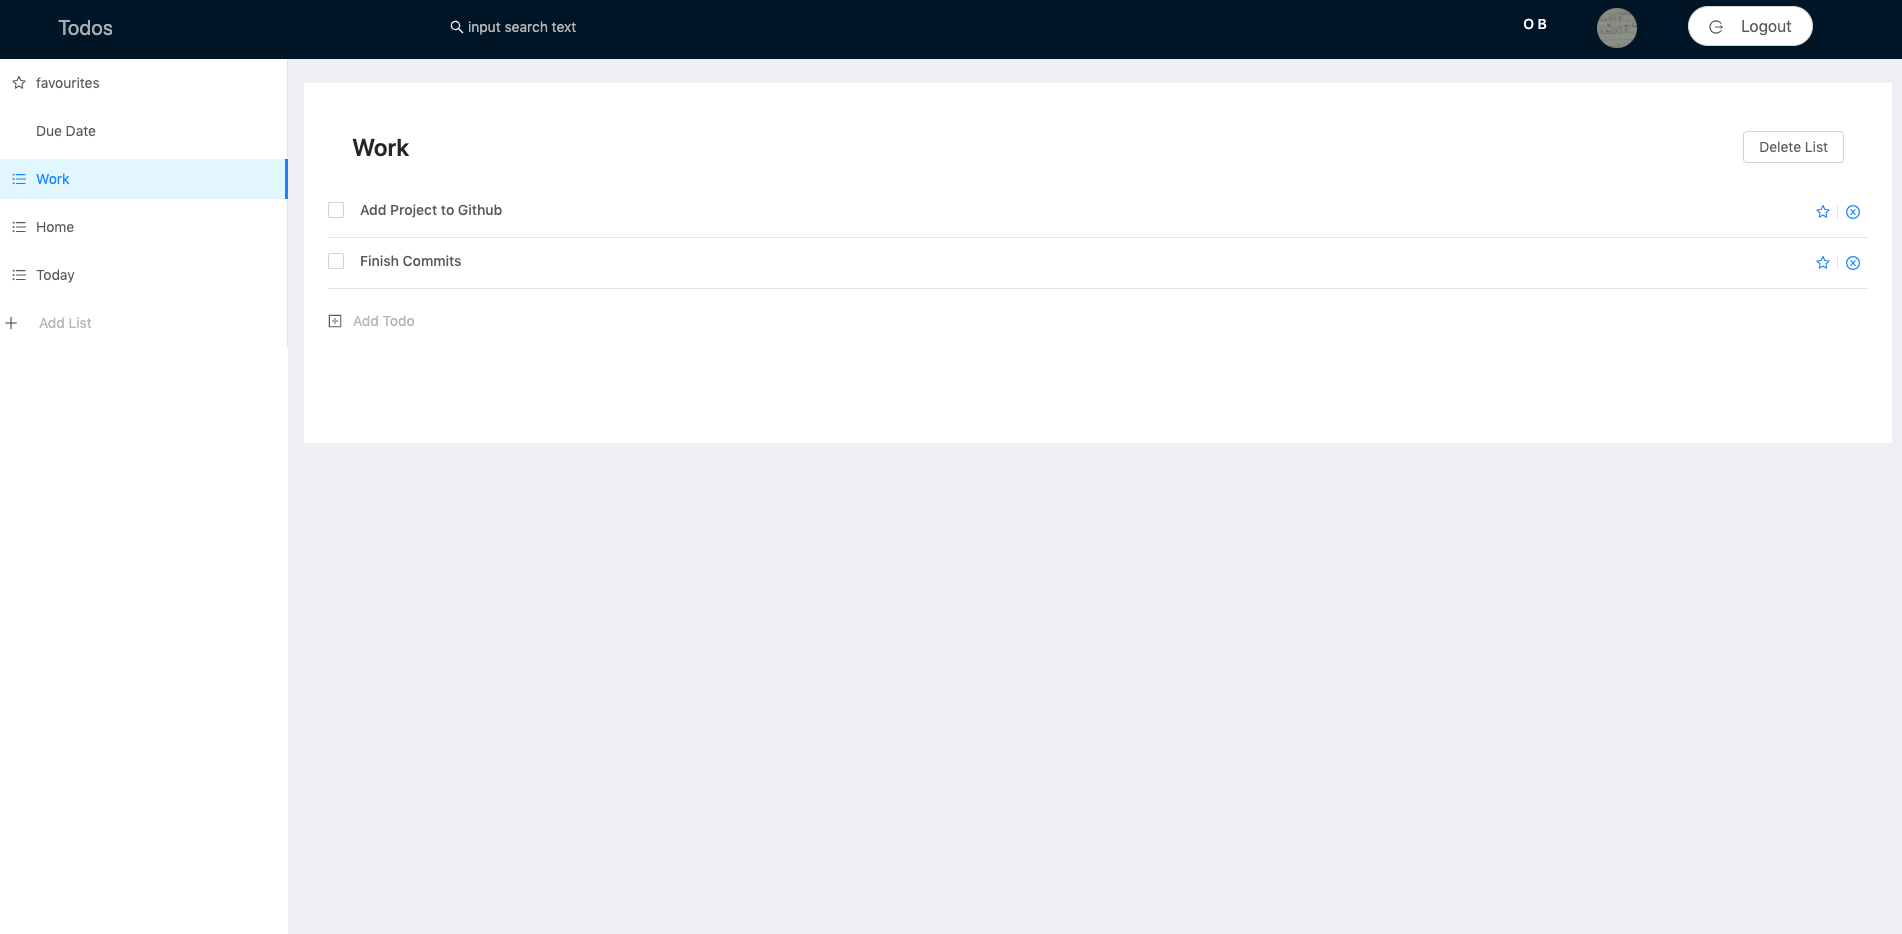 Todos
input search text
O B
Logout
favourites
Due Date
Work
Home
Today
Add List
Work
Delete List
Add Project to Github
Finish Commits
Add Todo